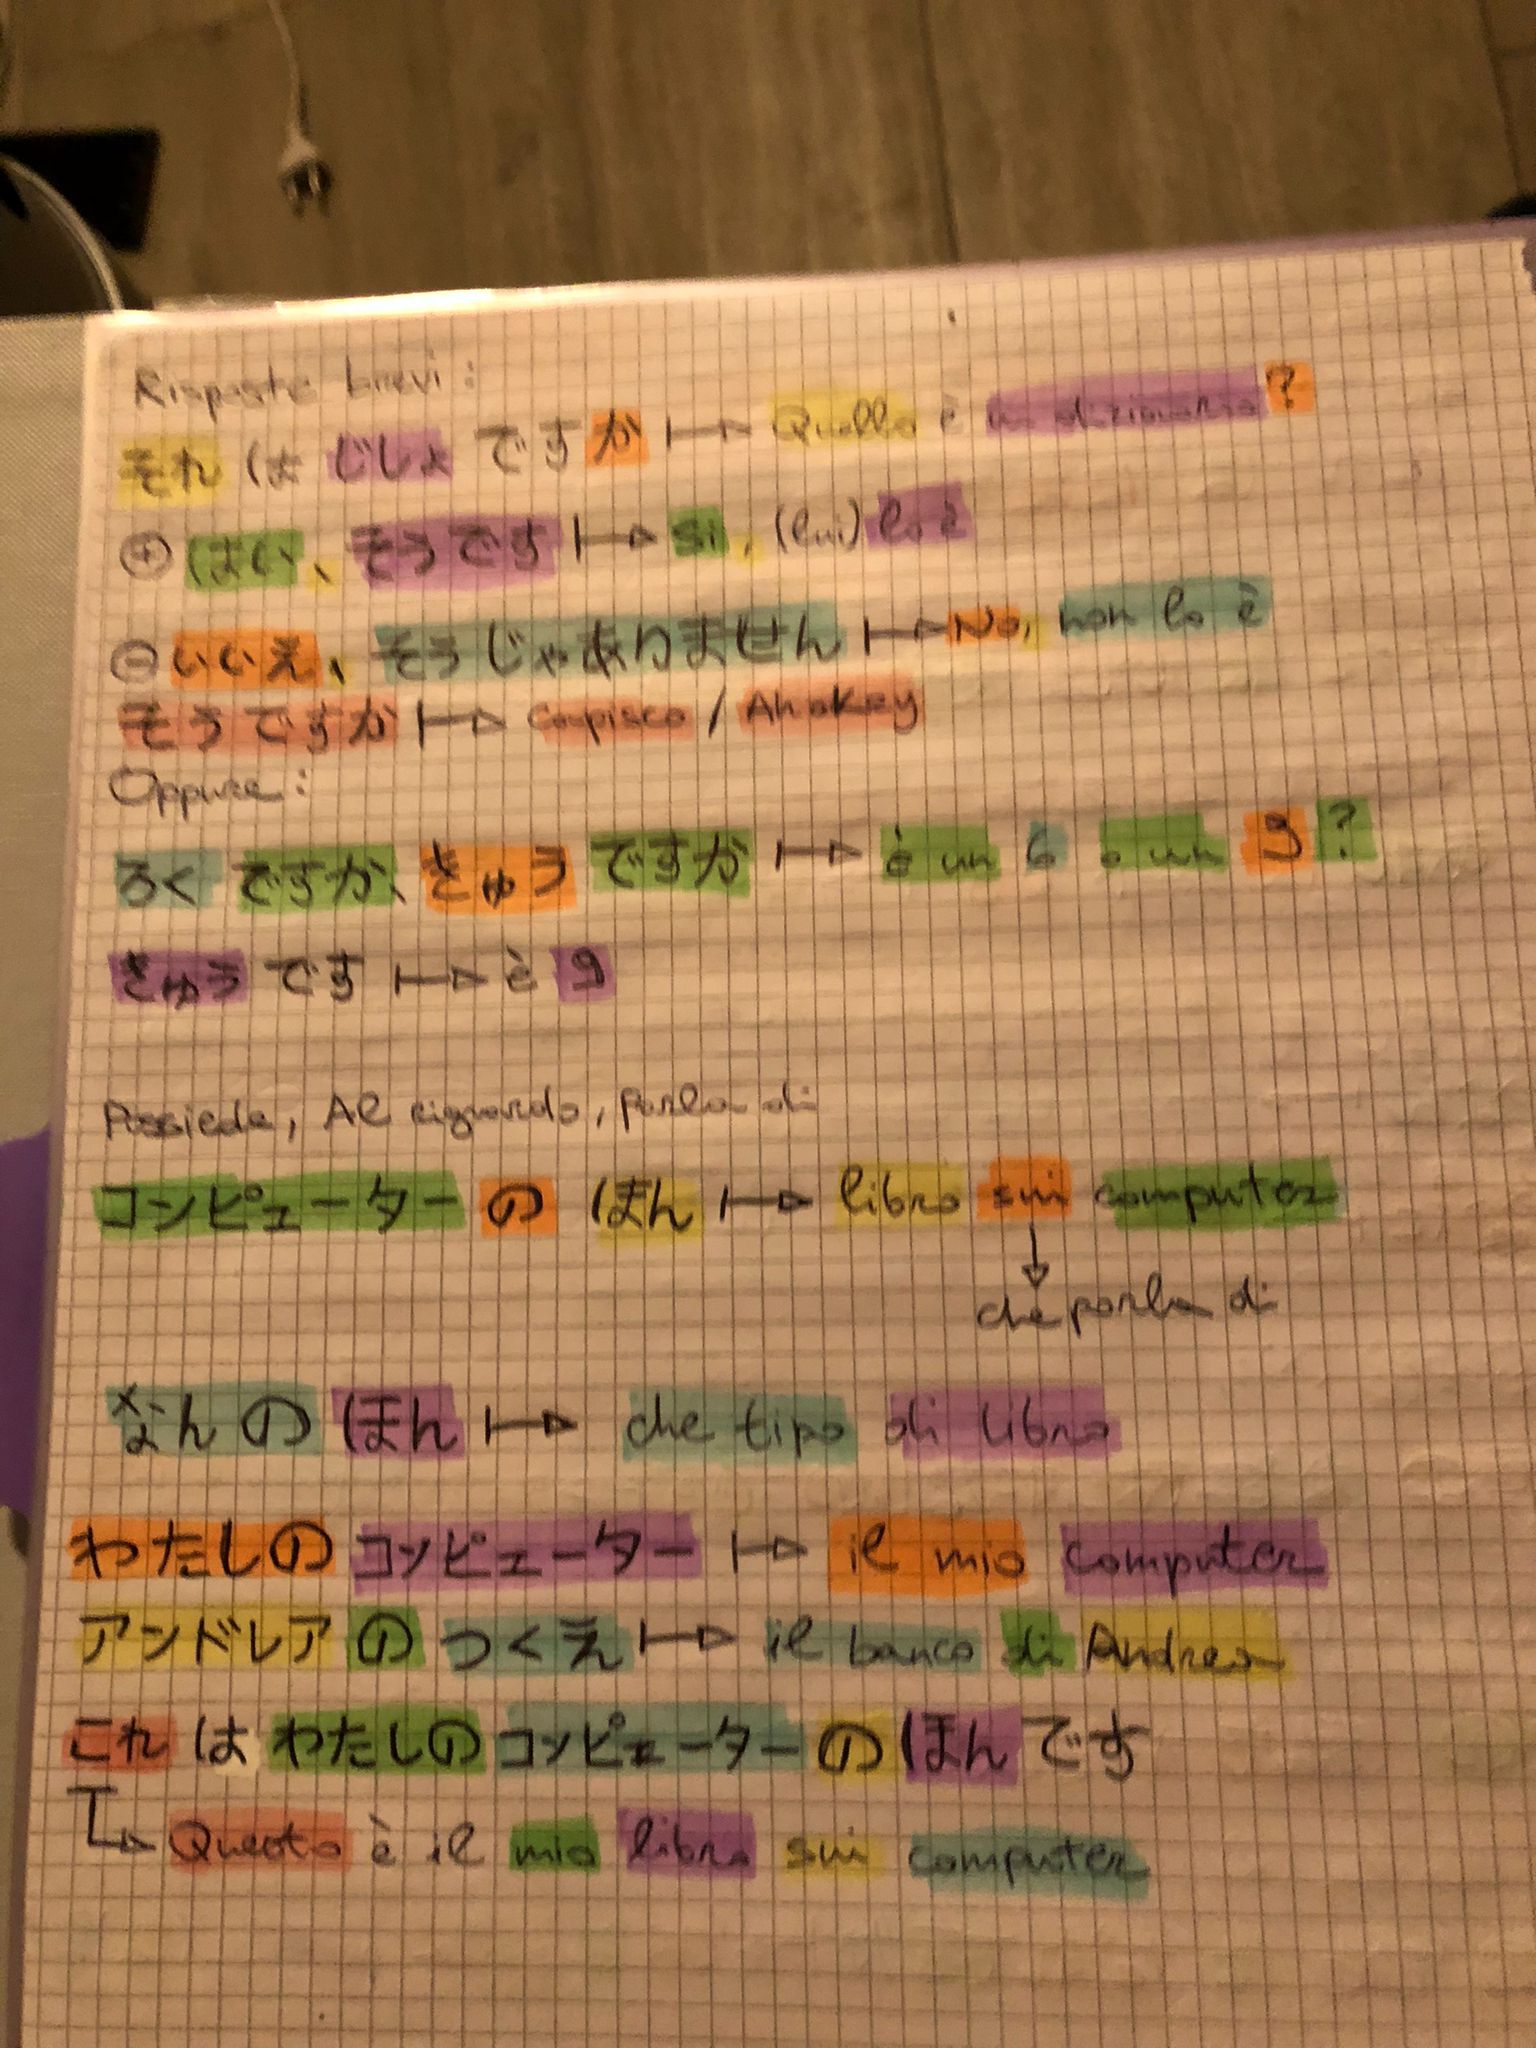 Risposte brevi:
それ は じしょ ですか ↦ Quello è un dizionario?
⊕ はい、そうです ↦ si, (lui) lo è
⊖ いいえ、そうじゃありません ↦ No, non lo è
そうですか ↦ capisco / Ah okay
Oppure:
ろく ですか、きゅう ですか ↦ è un 6 o un 9?
きゅう です ↦ è 9
Possiede, Al riguardo, parla di
コンピューター の ほん ↦ libro sui computer
↓
che parla di
なんの ほん ↦ che tipo di libro
わたしの コンピューター ↦ il mio computer
アンドレア の つくえ ↦ il banco di Andrea
これ は わたしの コンピューター の ほん です
↳ Questo è il mio libro sui computer